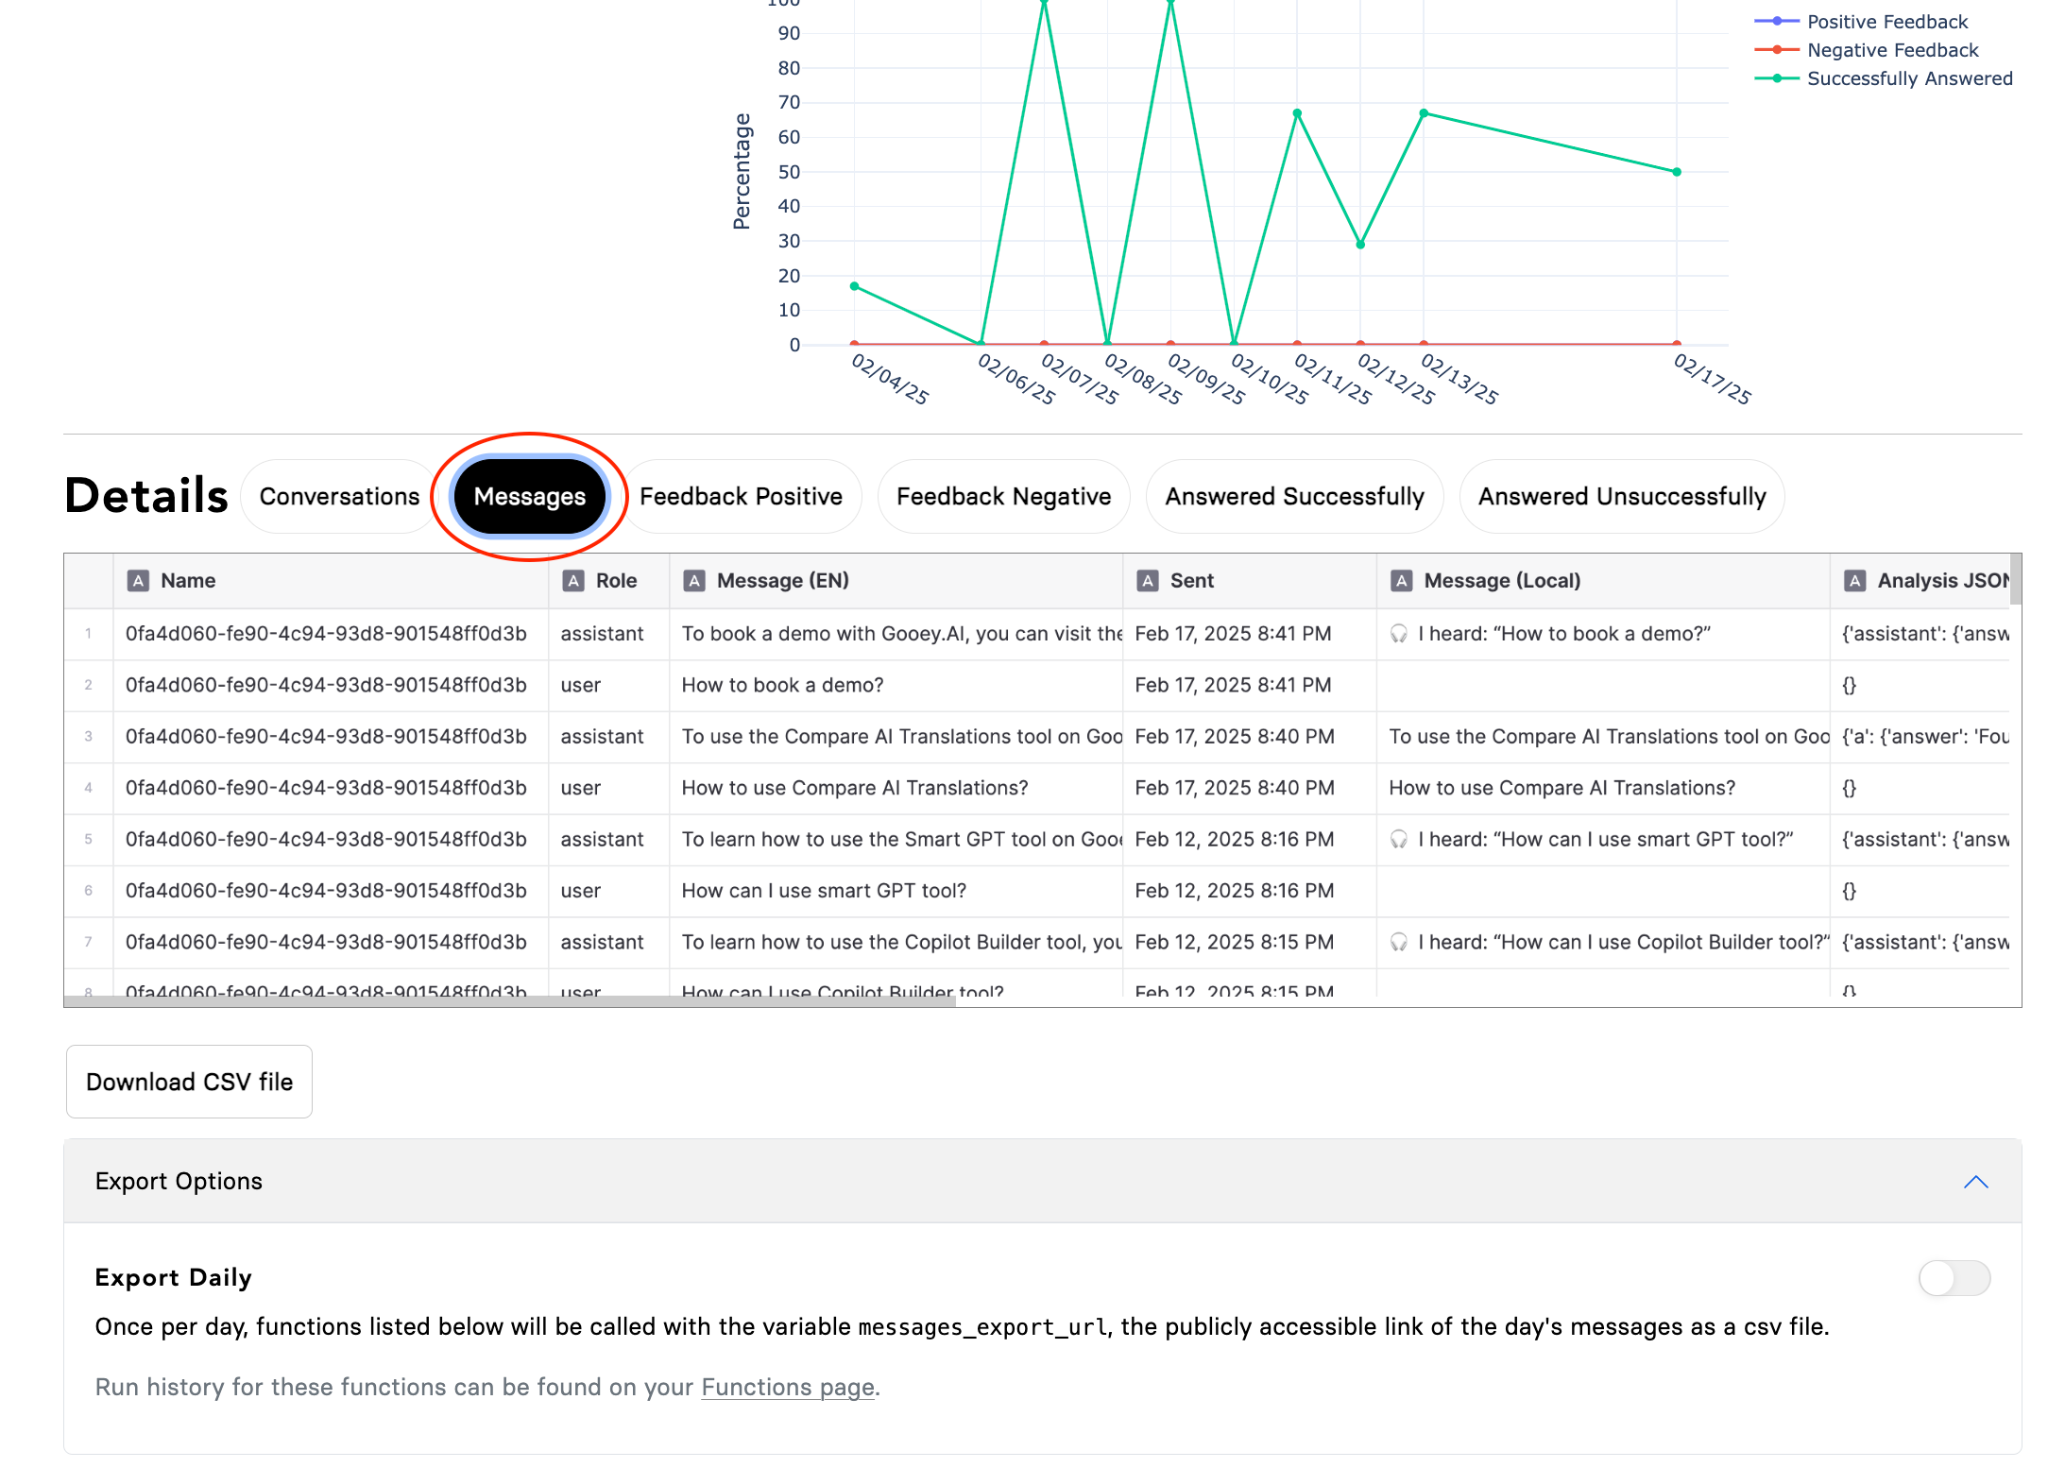 100
Positive Feedback
90
Negative Feedback
80
Successfully Answered
70
60
50
40
30
20
10
0
Percentage
02/04/25 02/06/25 02/07/25 02/08/25 02/09/25 02/10/25 02/11/25 02/12/25 02/13/25 02/17/25
Details Conversations Messages Feedback Positive Feedback Negative Answered Successfully Answered Unsuccessfully
A Name A Role A Message (EN) A Sent A Message (Local) A Analysis JSON
1 0fa4d060-fe90-4c94-93d8-901548ff0d3b assistant To book a demo with Gooey.AI, you can visit the Feb 17, 2025 8:41 PM I heard: “How to book a demo?” {'assistant': {'answ
2 0fa4d060-fe90-4c94-93d8-901548ff0d3b user How to book a demo? Feb 17, 2025 8:41 PM {}
3 0fa4d060-fe90-4c94-93d8-901548ff0d3b assistant To use the Compare AI Translations tool on Goo Feb 17, 2025 8:40 PM To use the Compare AI Translations tool on Goo {'a': {'answer': 'Fou
4 0fa4d060-fe90-4c94-93d8-901548ff0d3b user How to use Compare AI Translations? Feb 17, 2025 8:40 PM How to use Compare AI Translations? {}
5 0fa4d060-fe90-4c94-93d8-901548ff0d3b assistant To learn how to use the Smart GPT tool on Gooe Feb 12, 2025 8:16 PM I heard: “How can I use smart GPT tool?” {'assistant': {'answ
6 0fa4d060-fe90-4c94-93d8-901548ff0d3b user How can I use smart GPT tool? Feb 12, 2025 8:16 PM {}
7 0fa4d060-fe90-4c94-93d8-901548ff0d3b assistant To learn how to use the Copilot Builder tool, you Feb 12, 2025 8:15 PM I heard: “How can I use Copilot Builder tool?” {'assistant': {'answ
8 0fa4d060-fe90-4c94-93d8-901548ff0d3b user How can I use Copilot Builder tool? Feb 12, 2025 8:15 PM {}
Download CSV file
Export Options
Export Daily
Once per day, functions listed below will be called with the variable messages_export_url, the publicly accessible link of the day's messages as a csv file.
Run history for these functions can be found on your Functions page.